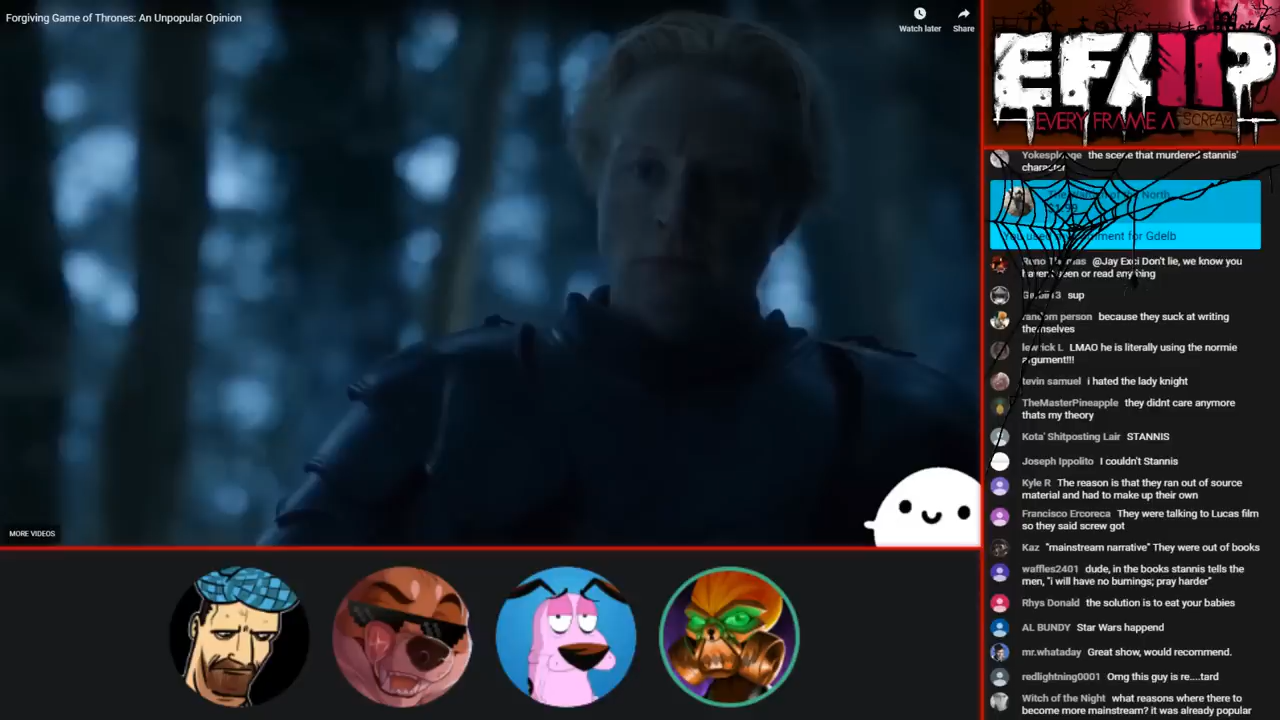 Forgiving Game of Thrones: An Unpopular Opinion
Watch later
Share
MORE VIDEOS
EFAP
EVERY FRAME A SCREAM
the scene that murdered stannis'
character
North
for Gdelb
@Jay Exci Don't lie, we know you
seen or read
sup
random person because they suck at writing
themselves
L LMAO he is literally using the normie
argument!!!
tevin samuel i hated the lady knight
TheMasterPineapple they didnt care anymore
thats my theory
Kota' Shitposting Lair STANNIS
Joseph Ippolito I couldn't Stannis
Kyle R The reason is that they ran out of source
material and had to make up their own
Francisco Ercoreca They were talking to Lucas film
so they said screw got
Kaz "mainstream narrative" They were out of books
waffles2401 dude, in the books stannis tells the
men, "i will have no burnings; pray harder"
Rhys Donald the solution is to eat your babies
AL BUNDY Star Wars happend
mr.whataday Great show, would recommend.
redlightning0001 Omg this guy is re....tard
Witch of the Night what reasons where there to
become more mainstream? it was already popular